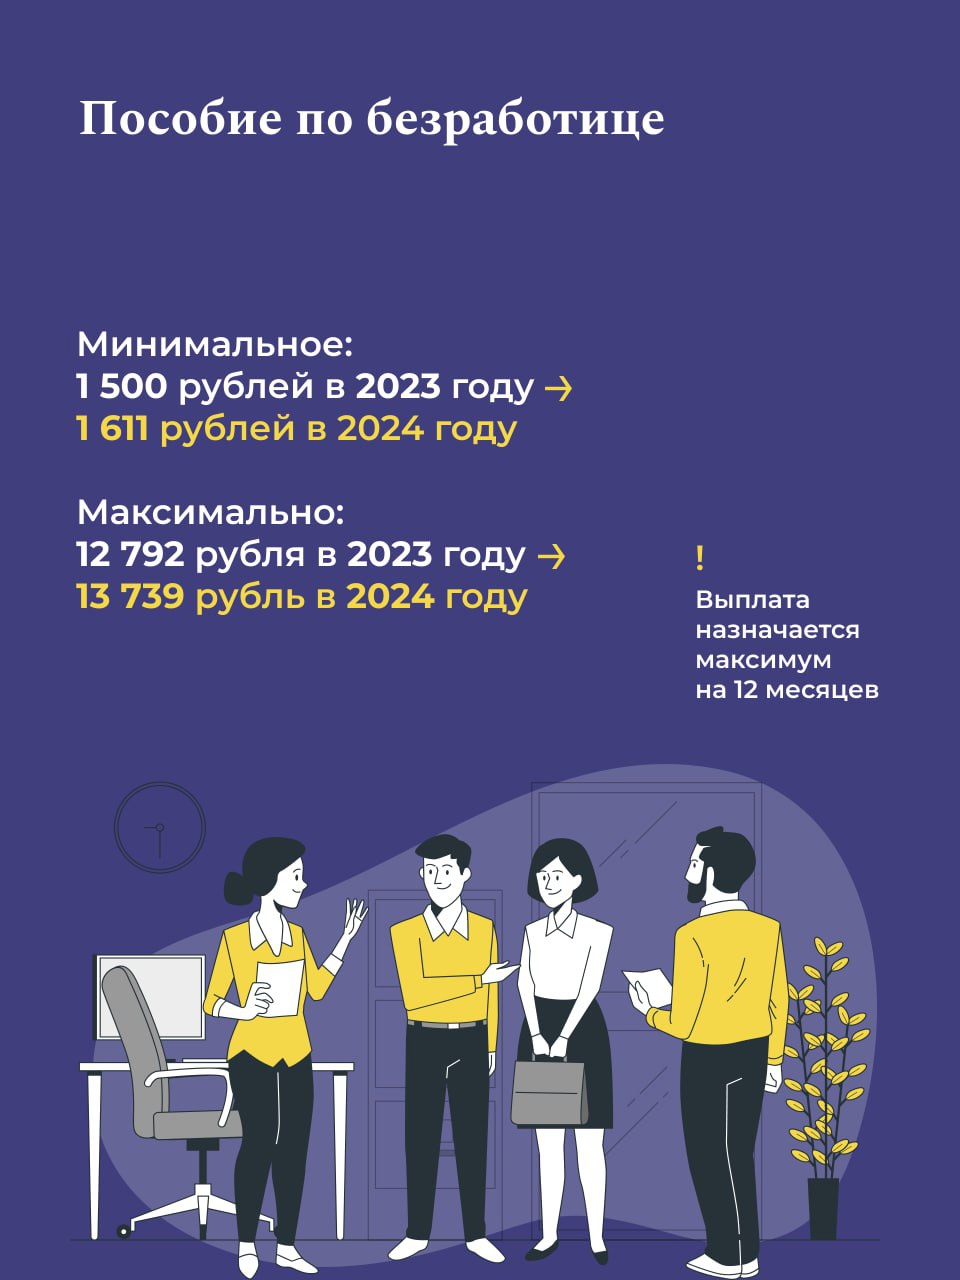 Пособие по безработице
Минимальное:
1 500 рублей в 2023 году →
1 611 рублей в 2024 году
Максимально:
12 792 рубля в 2023 году →
13 739 рубль в 2024 году
!
Выплата
назначается
максимум
на 12 месяцев